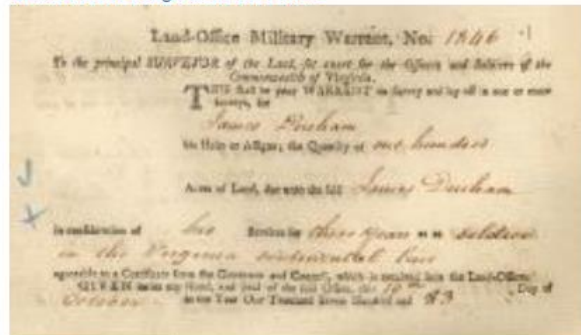 Land-Office Military Warrant, No. 1846
To the principal SURVEYOR of the Land, set apart for the Officers and Soldiers of the
Commonwealth of Virginia.
THIS shall be your WARRANT to Survey and lay off in one or more
Surveys, for
James Durham
his Heirs or Assigns, the Quantity of one hundred
Acres of Land, due unto the said James Durham
in consideration of his Services for three years as a soldier
in the Virginia continental line
agreeable to a Certificate from the Governor and Council, which is received into the Land-Office.
GIVEN under my Hand, and Seal of the said Office, this 10th Day of
October in the Year One Thousand Seven Hundred and 83